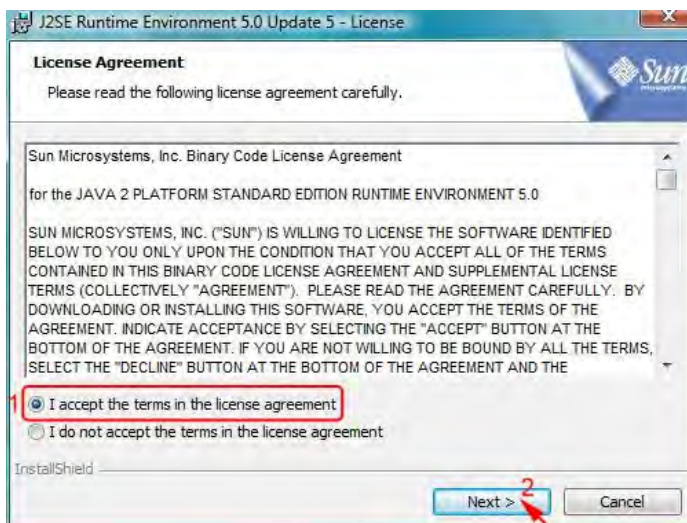 J2SE Runtime Environment 5.0 Update 5 - License
License Agreement
Please read the following license agreement carefully.
Sun
microsystems
Sun Microsystems, Inc. Binary Code License Agreement
for the JAVA 2 PLATFORM STANDARD EDITION RUNTIME ENVIRONMENT 5.0
SUN MICROSYSTEMS, INC. ("SUN") IS WILLING TO LICENSE THE SOFTWARE IDENTIFIED
BELOW TO YOU ONLY UPON THE CONDITION THAT YOU ACCEPT ALL OF THE TERMS
CONTAINED IN THIS BINARY CODE LICENSE AGREEMENT AND SUPPLEMENTAL LICENSE
TERMS (COLLECTIVELY "AGREEMENT"). PLEASE READ THE AGREEMENT CAREFULLY. BY
DOWNLOADING OR INSTALLING THIS SOFTWARE, YOU ACCEPT THE TERMS OF THE
AGREEMENT. INDICATE ACCEPTANCE BY SELECTING THE "ACCEPT" BUTTON AT THE
BOTTOM OF THE AGREEMENT. IF YOU ARE NOT WILLING TO BE BOUND BY ALL THE TERMS,
SELECT THE "DECLINE" BUTTON AT THE BOTTOM OF THE AGREEMENT AND THE
1 I accept the terms in the license agreement
I do not accept the terms in the license agreement
InstallShield
Next > 2 Cancel